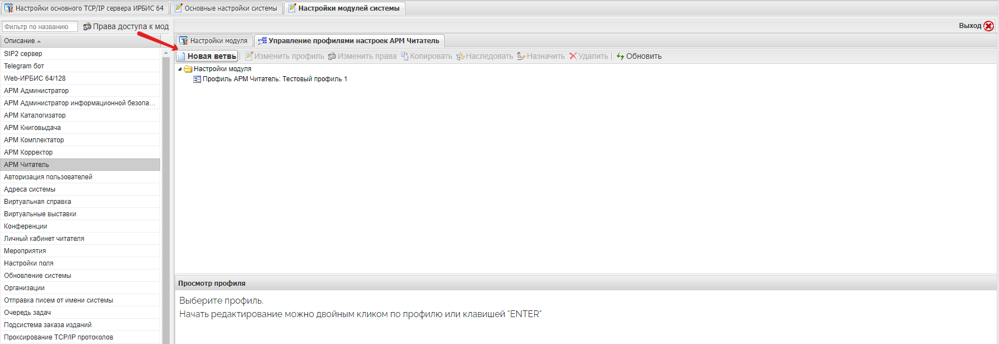 Настройки основного TCP/IP сервера ИРБИС 64 Основные настройки системы Настройки модулей системы
Фильтр по названию Права доступа к мод
Выход
Описание
SIP2 сервер
Telegram бот
Web-ИРБИС 64/128
АРМ Администратор
АРМ Администратор информационной безопа...
АРМ Каталогизатор
АРМ Книговыдача
АРМ Комплектатор
АРМ Корректор
АРМ Читатель
Авторизация пользователей
Адреса системы
Виртуальная справка
Виртуальные выставки
Конференции
Личный кабинет читателя
Мероприятия
Настройки поля
Обновление системы
Организации
Отправка писем от имени системы
Очередь задач
Подсистема заказа изданий
Проксирование TCP/IP протоколов
Настройки модуля Управление профилями настроек АРМ Читатель
Новая ветвь Изменить профиль Изменить права Копировать Наследовать Назначить Удалить Обновить
Настройки модуля
Профиль АРМ Читатель: Тестовый профиль 1
Просмотр профиля
Выберите профиль.
Начать редактирование можно двойным кликом по профилю или клавишей "ENTER"